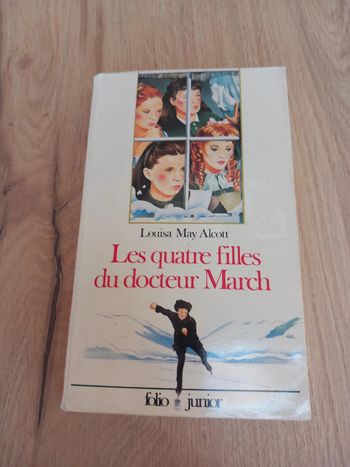 Louisa May Alcott
Les quatre filles
du docteur March
folio junior